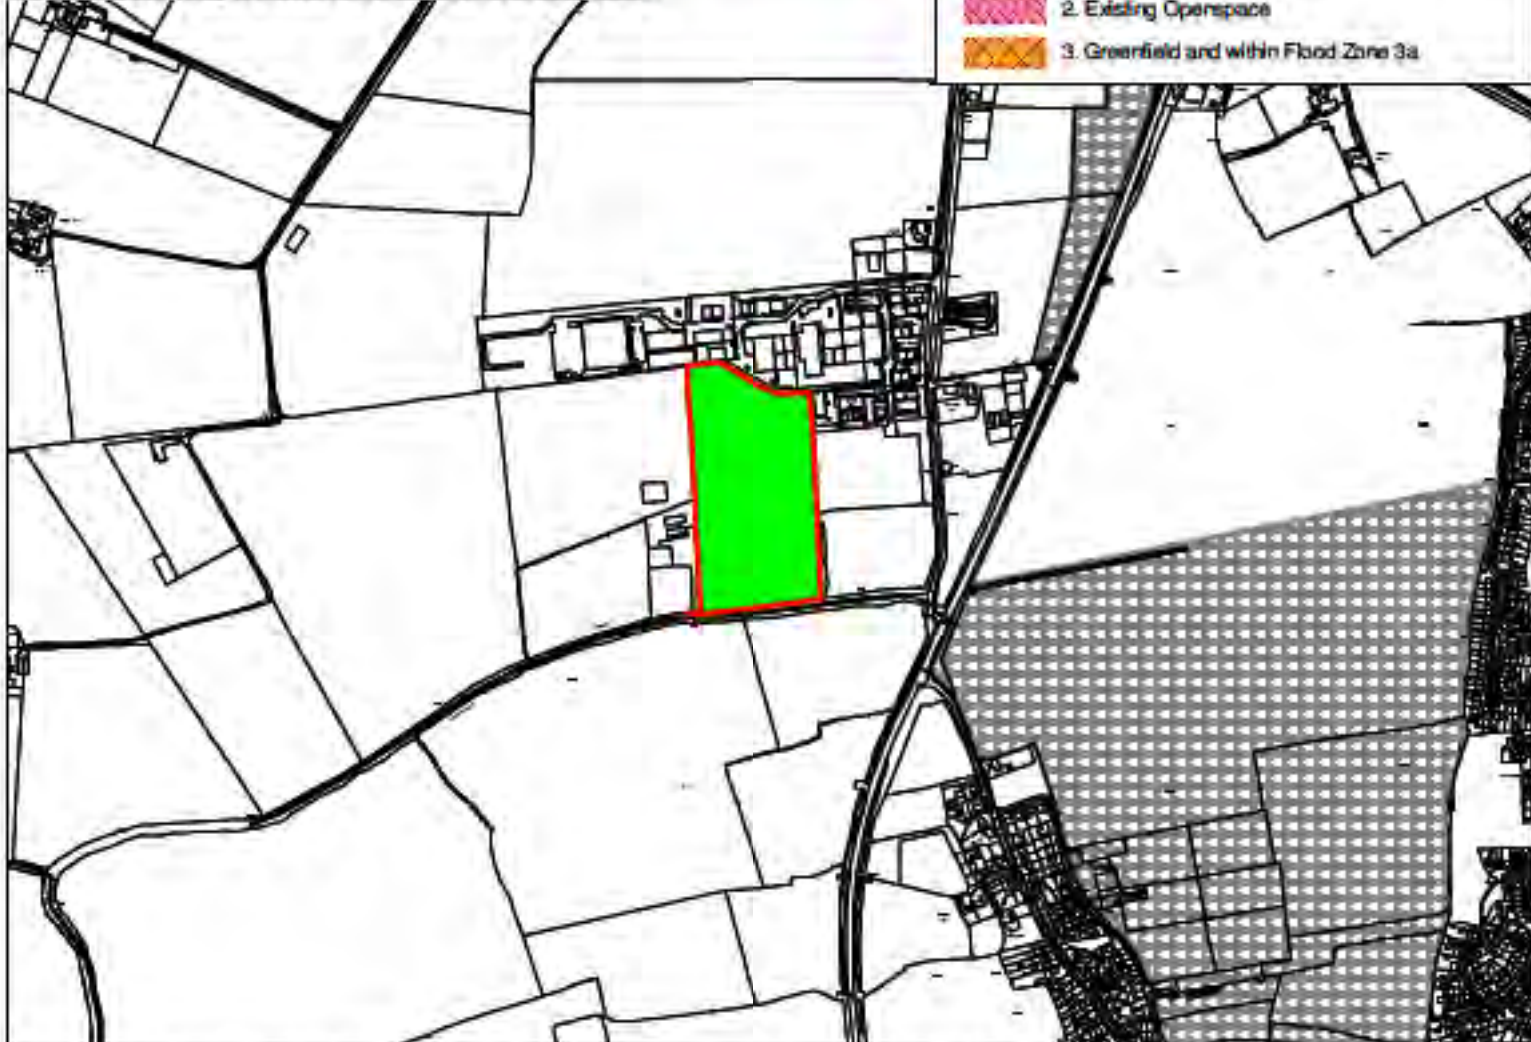 2. Existing Openspace
3. Greenfield and within Flood Zone 3a